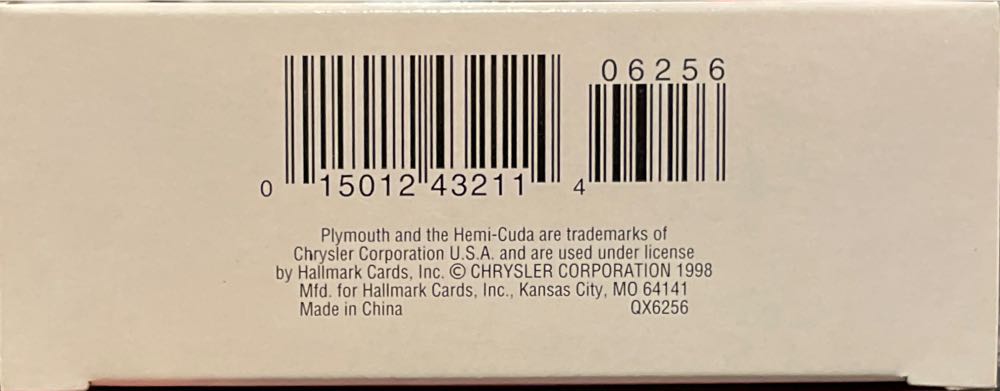 06256
0 15012 43211 4
Plymouth and the Hemi-Cuda are trademarks of
Chrysler Corporation U.S.A. and are used under license
by Hallmark Cards, Inc. © CHRYSLER CORPORATION 1998
Mfd. for Hallmark Cards, Inc., Kansas City, MO 64141
Made in China QX6256